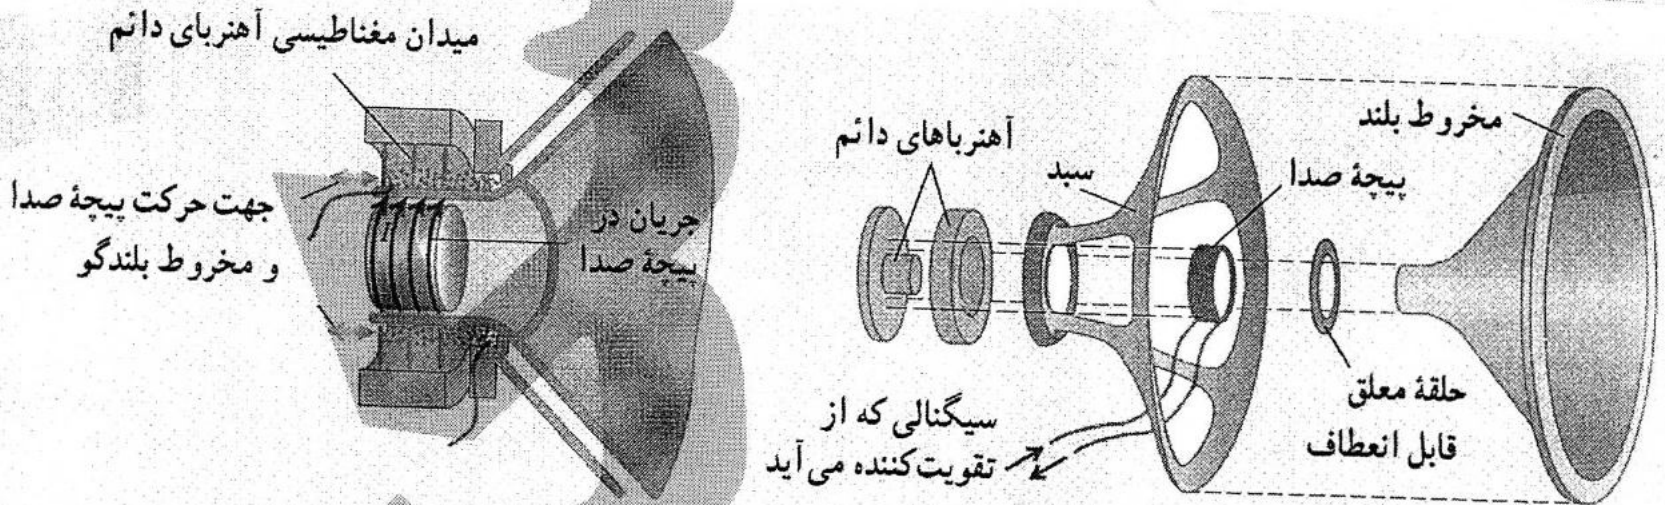 میدان مغناطیسی آهنربای دائم
جهت حرکت پیچهٔ صدا
و مخروط بلندگو
جریان در
پیچهٔ صدا
I
آهنرباهای دائم
سبد
پیچهٔ صدا
مخروط بلند
حلقهٔ معلق
قابل انعطاف
سیگنالی که از
تقویت‌کننده می‌آید